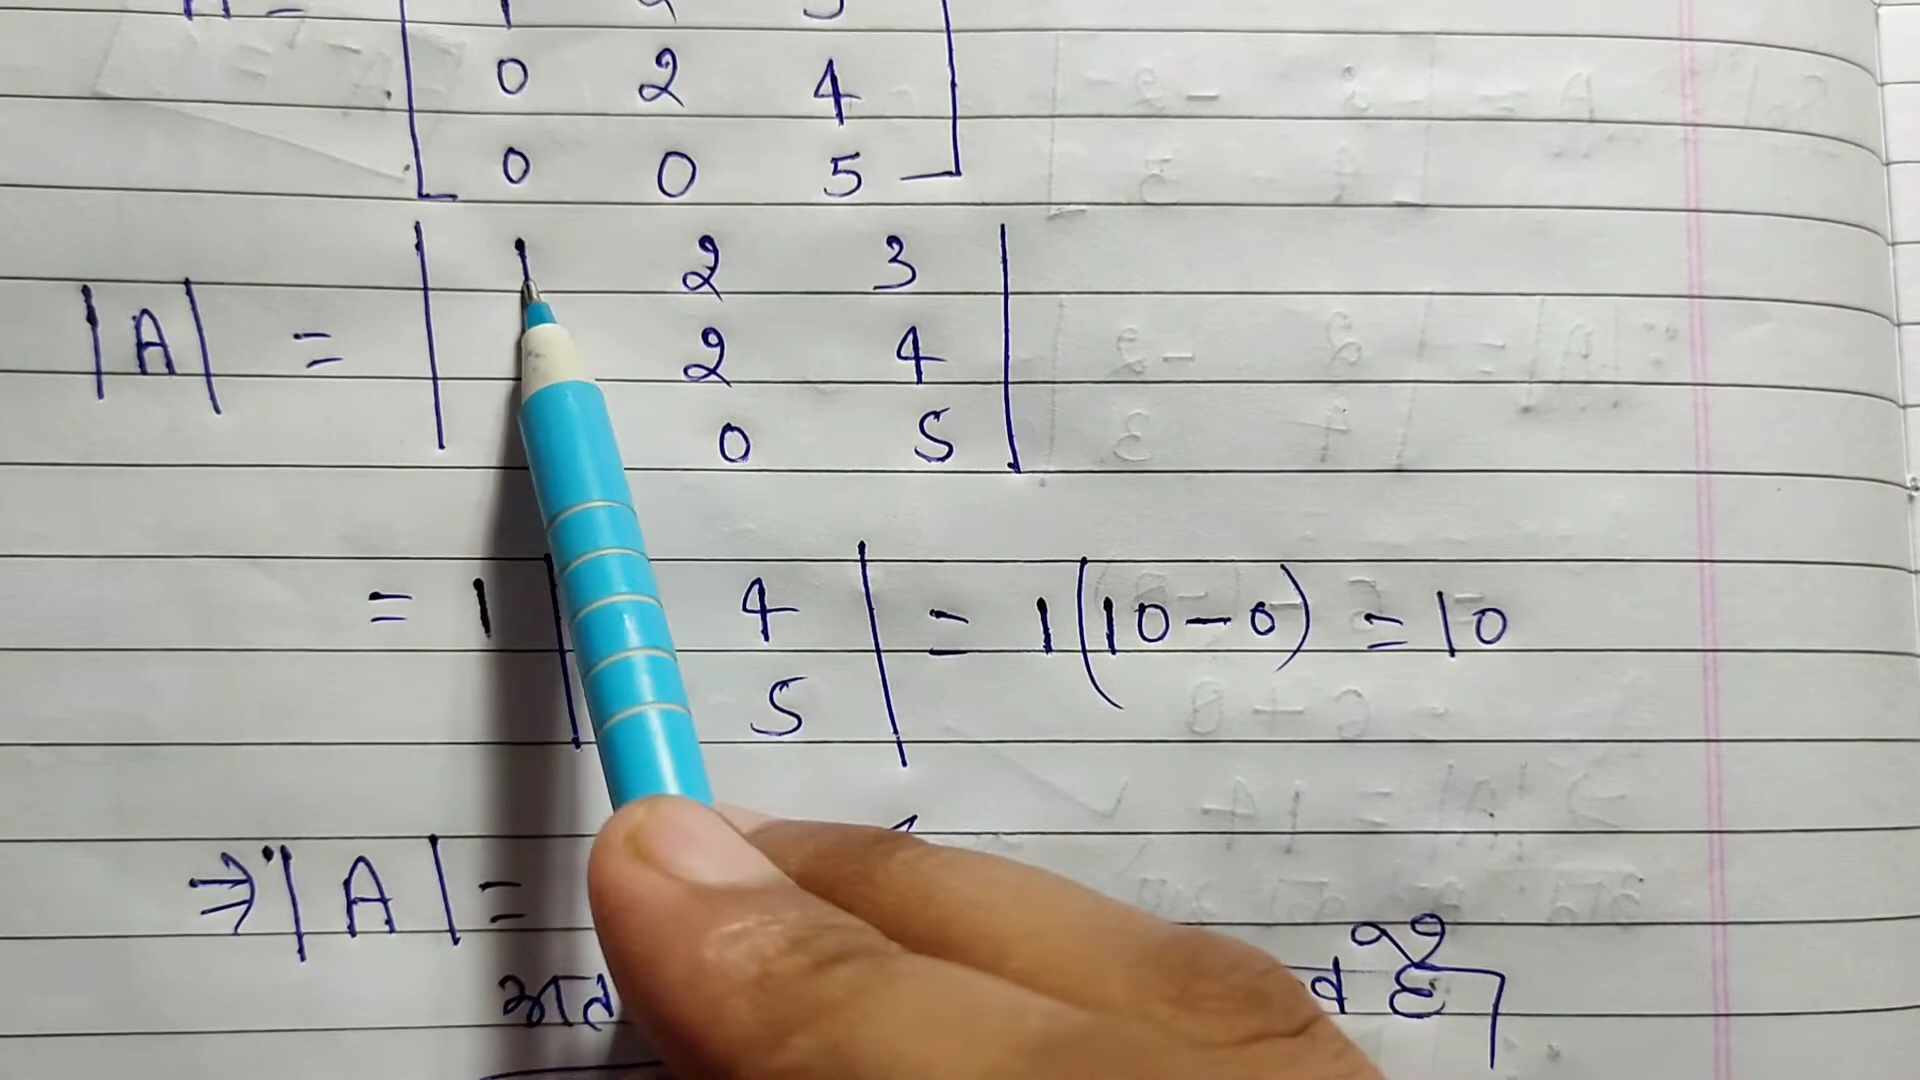 0 2 4
0 0 5
1 2 3
|A| = 2 4
0 5
= 1 | 4 | = 1(10-0) = 10
5
⇒ |A| =
है